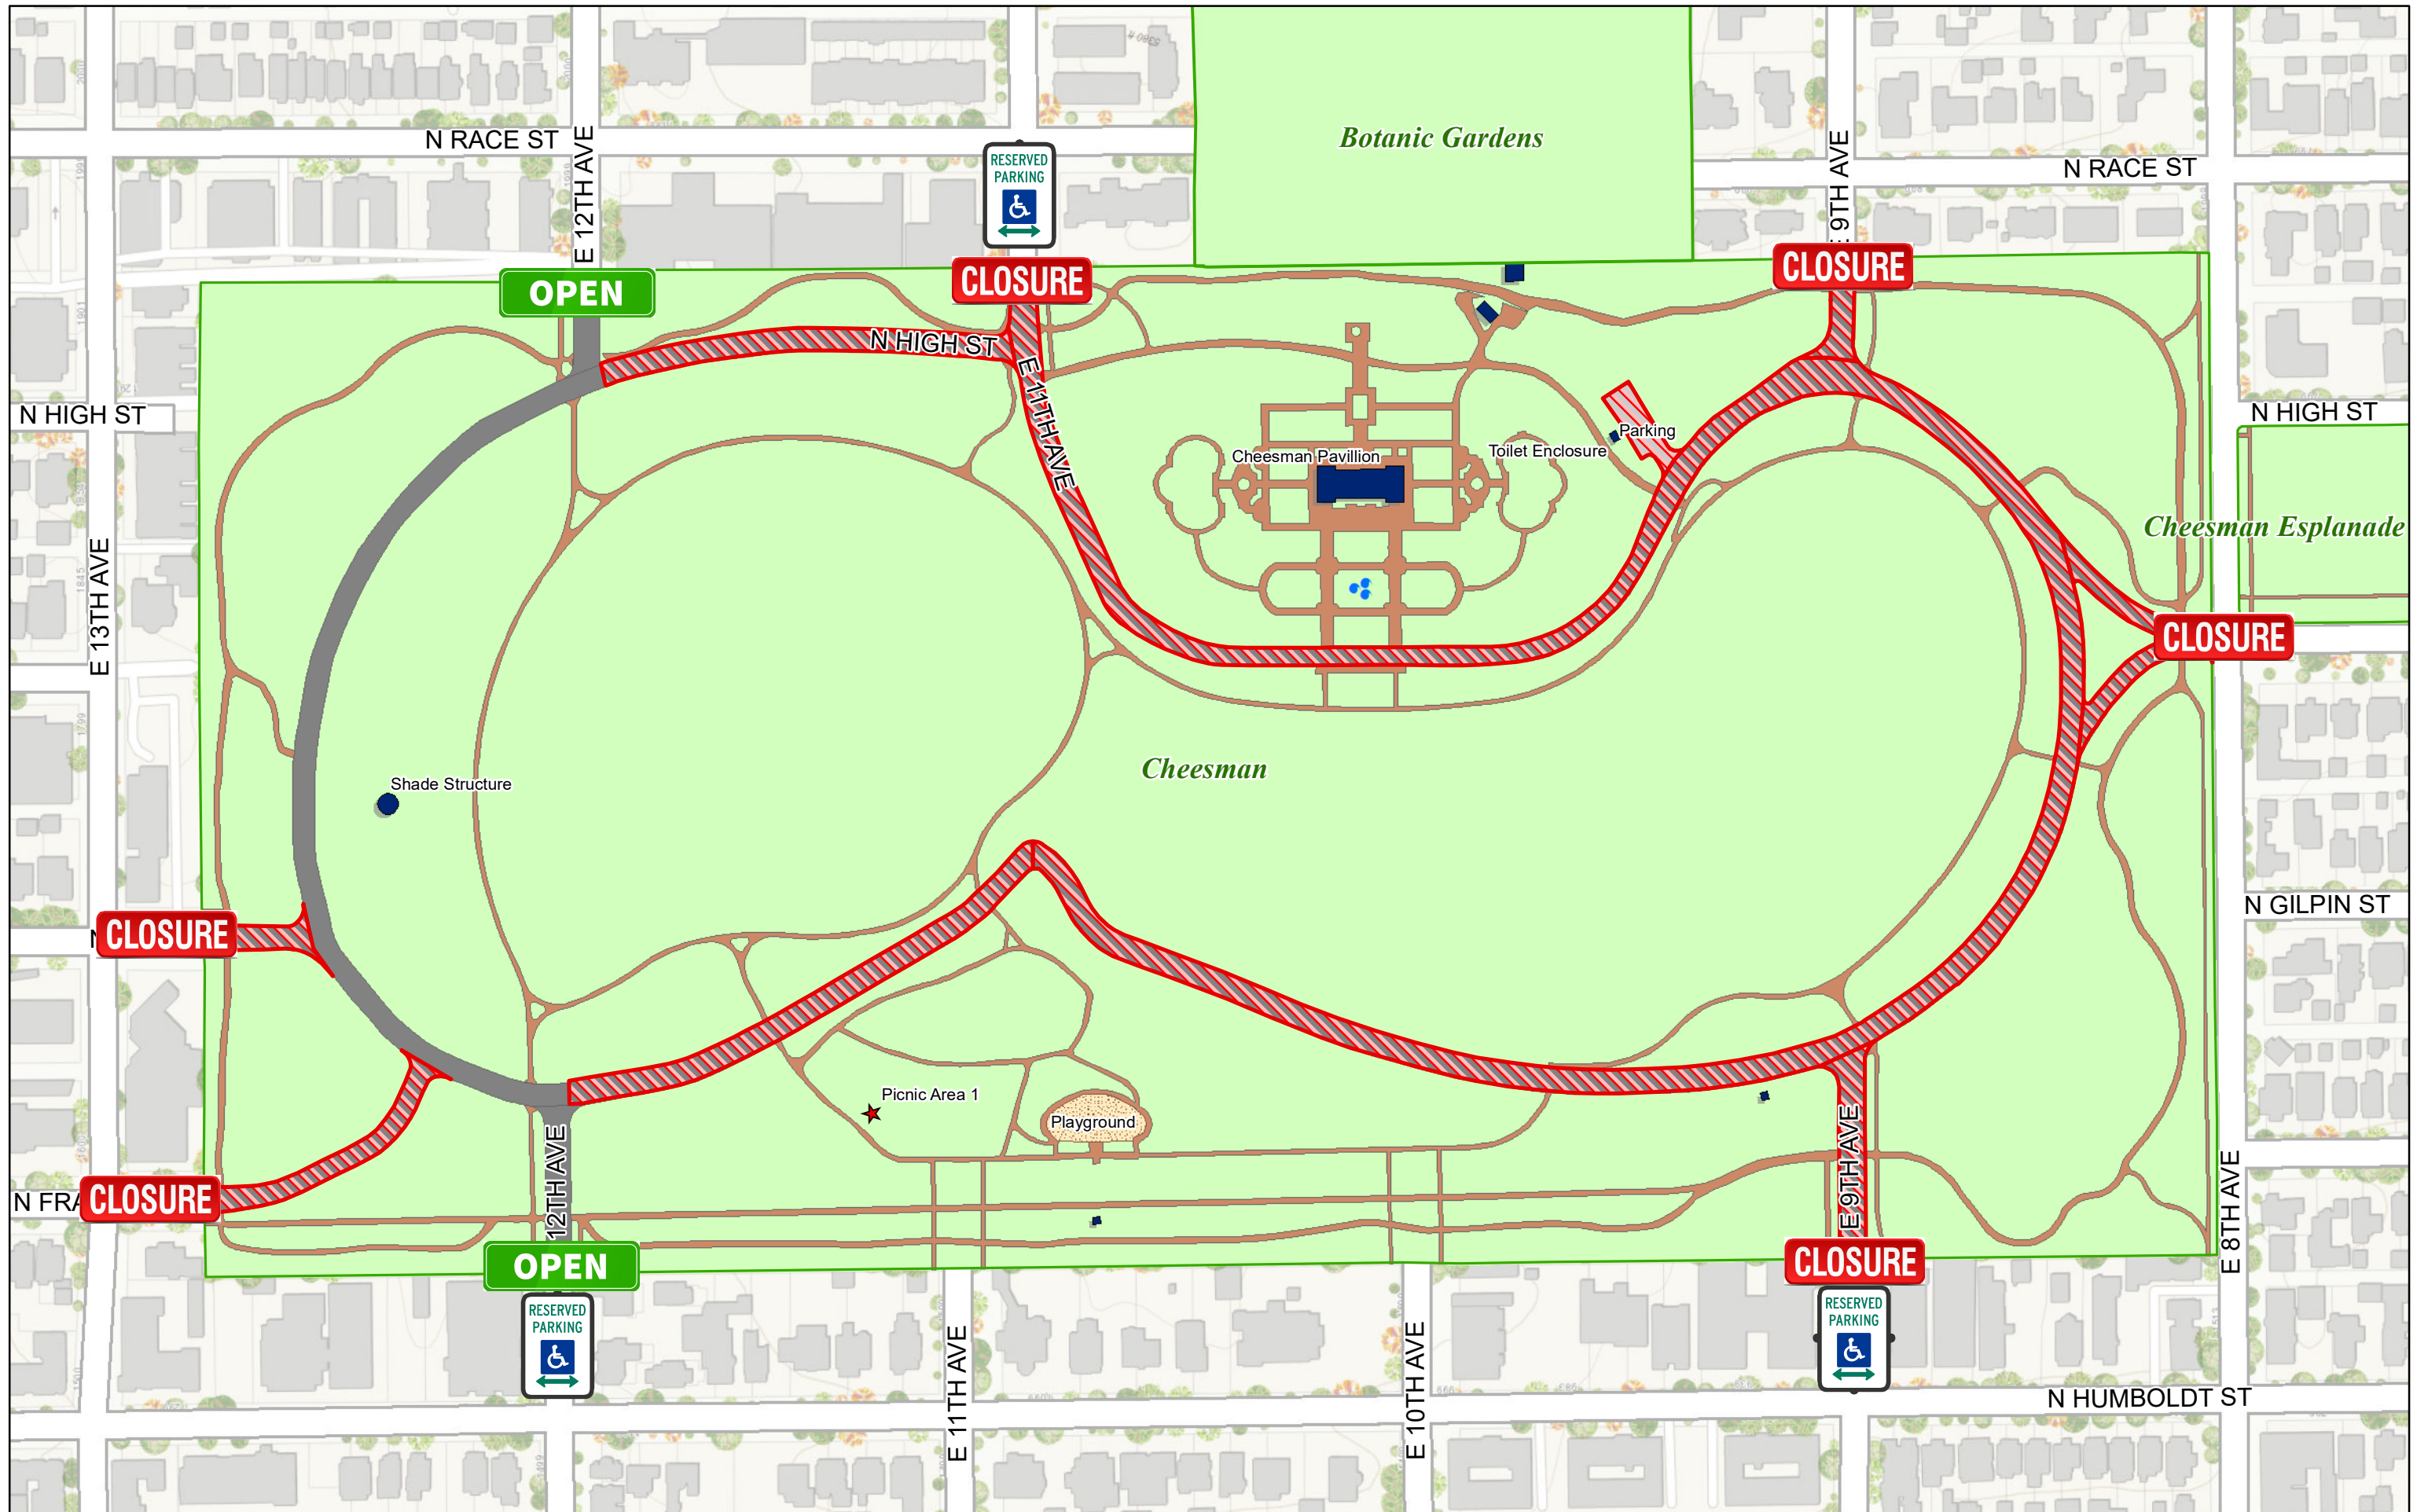 5380 ft
Botanic Gardens
N RACE ST
E 12TH AVE
RESERVED
PARKING
E 9TH AVE
N RACE ST
OPEN
CLOSURE
CLOSURE
N HIGH ST
E 11TH AVE
N HIGH ST
N HIGH ST
Parking
Toilet Enclosure
Cheesman Pavillion
Cheesman Esplanade
E 13TH AVE
CLOSURE
Cheesman
Shade Structure
N GILPIN ST
CLOSURE
N
Picnic Area 1
Playground
12TH AVE
E 9TH AVE
E 8TH AVE
N FRA
CLOSURE
OPEN
CLOSURE
RESERVED
PARKING
RESERVED
PARKING
E 11TH AVE
E 10TH AVE
N HUMBOLDT ST